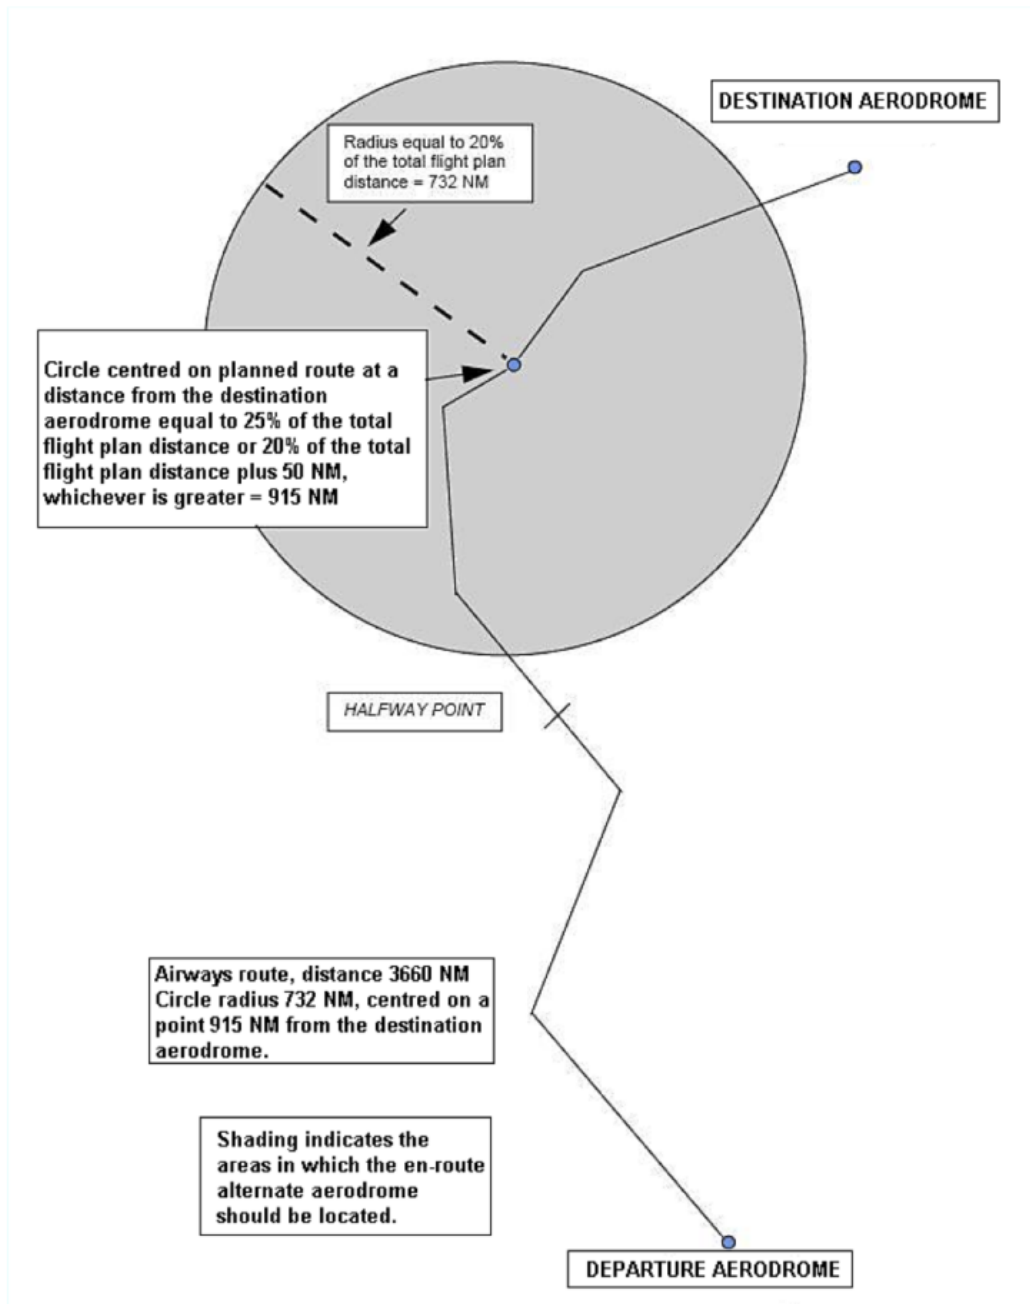 DESTINATION AERODROME
Radius equal to 20%
of the total flight plan
distance = 732 NM
Circle centred on planned route at a
distance from the destination
aerodrome equal to 25% of the total
flight plan distance or 20% of the total
flight plan distance plus 50 NM,
whichever is greater = 915 NM
HALFWAY POINT
Airways route, distance 3660 NM
Circle radius 732 NM, centred on a
point 915 NM from the destination
aerodrome.
Shading indicates the
areas in which the en-route
alternate aerodrome
should be located.
DEPARTURE AERODROME